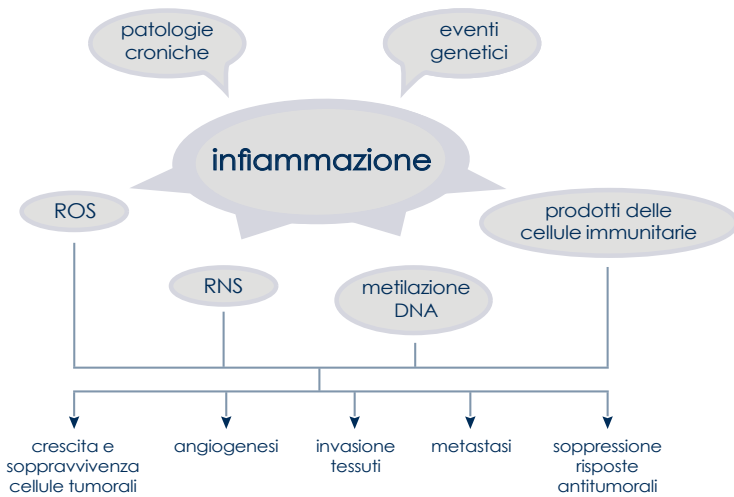 patologie
croniche
eventi
genetici
infiammazione
ROS
prodotti delle
cellule immunitarie
RNS
metilazione
DNA
crescita e
soppravvivenza
cellule tumorali
angiogenesi
invasione
tessuti
metastasi
soppressione
risposte
antitumorali